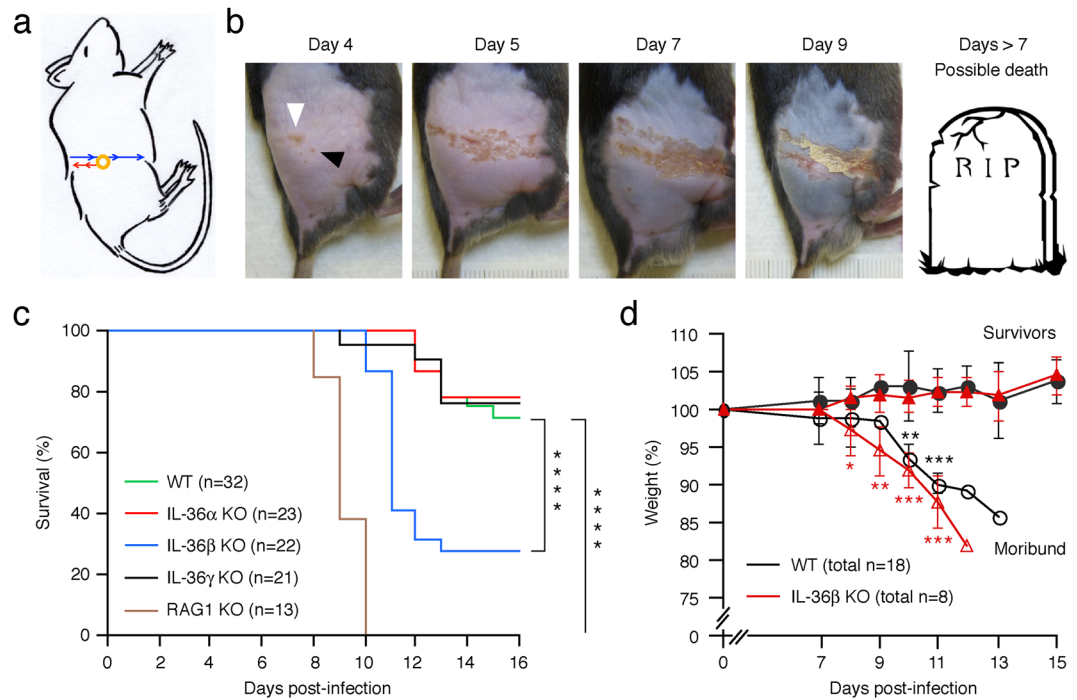 a
b
Day 4
Day 5
Day 7
Day 9
Days > 7
Possible death
R I P
c
100
80
60
40
20
0
Survival (%)
WT (n=32)
IL-36α KO (n=23)
IL-36β KO (n=22)
IL-36γ KO (n=21)
RAG1 KO (n=13)
****
****
0 2 4 6 8 10 12 14 16
Days post-infection
d
110
105
100
95
90
85
80
75
0
Weight (%)
Survivors
**
***
*
**
***
***
Moribund
WT (total n=18)
IL-36β KO (total n=8)
0 7 9 11 13 15
Days post-infection